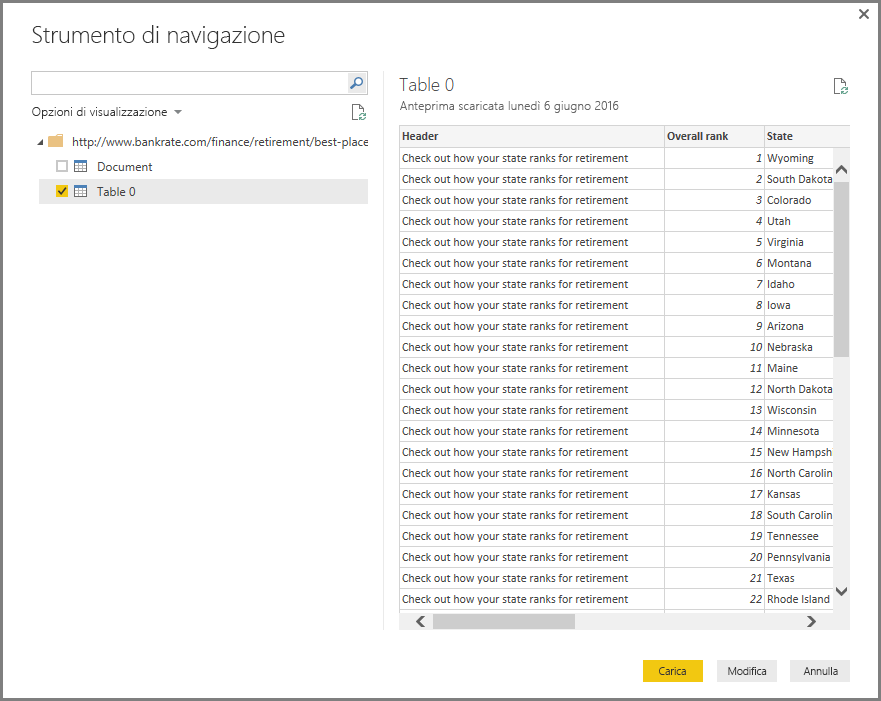 Strumento di navigazione
Opzioni di visualizzazione
http://www.bankrate.com/finance/retirement/best-place
Document
Table 0
Table 0
Anteprima scaricata lunedì 6 giugno 2016
Header Overall rank State
Check out how your state ranks for retirement 1 Wyoming
Check out how your state ranks for retirement 2 South Dakota
Check out how your state ranks for retirement 3 Colorado
Check out how your state ranks for retirement 4 Utah
Check out how your state ranks for retirement 5 Virginia
Check out how your state ranks for retirement 6 Montana
Check out how your state ranks for retirement 7 Idaho
Check out how your state ranks for retirement 8 Iowa
Check out how your state ranks for retirement 9 Arizona
Check out how your state ranks for retirement 10 Nebraska
Check out how your state ranks for retirement 11 Maine
Check out how your state ranks for retirement 12 North Dakota
Check out how your state ranks for retirement 13 Wisconsin
Check out how your state ranks for retirement 14 Minnesota
Check out how your state ranks for retirement 15 New Hampsh
Check out how your state ranks for retirement 16 North Carolin
Check out how your state ranks for retirement 17 Kansas
Check out how your state ranks for retirement 18 South Carolin
Check out how your state ranks for retirement 19 Tennessee
Check out how your state ranks for retirement 20 Pennsylvania
Check out how your state ranks for retirement 21 Texas
Check out how your state ranks for retirement 22 Rhode Island
Carica Modifica Annulla